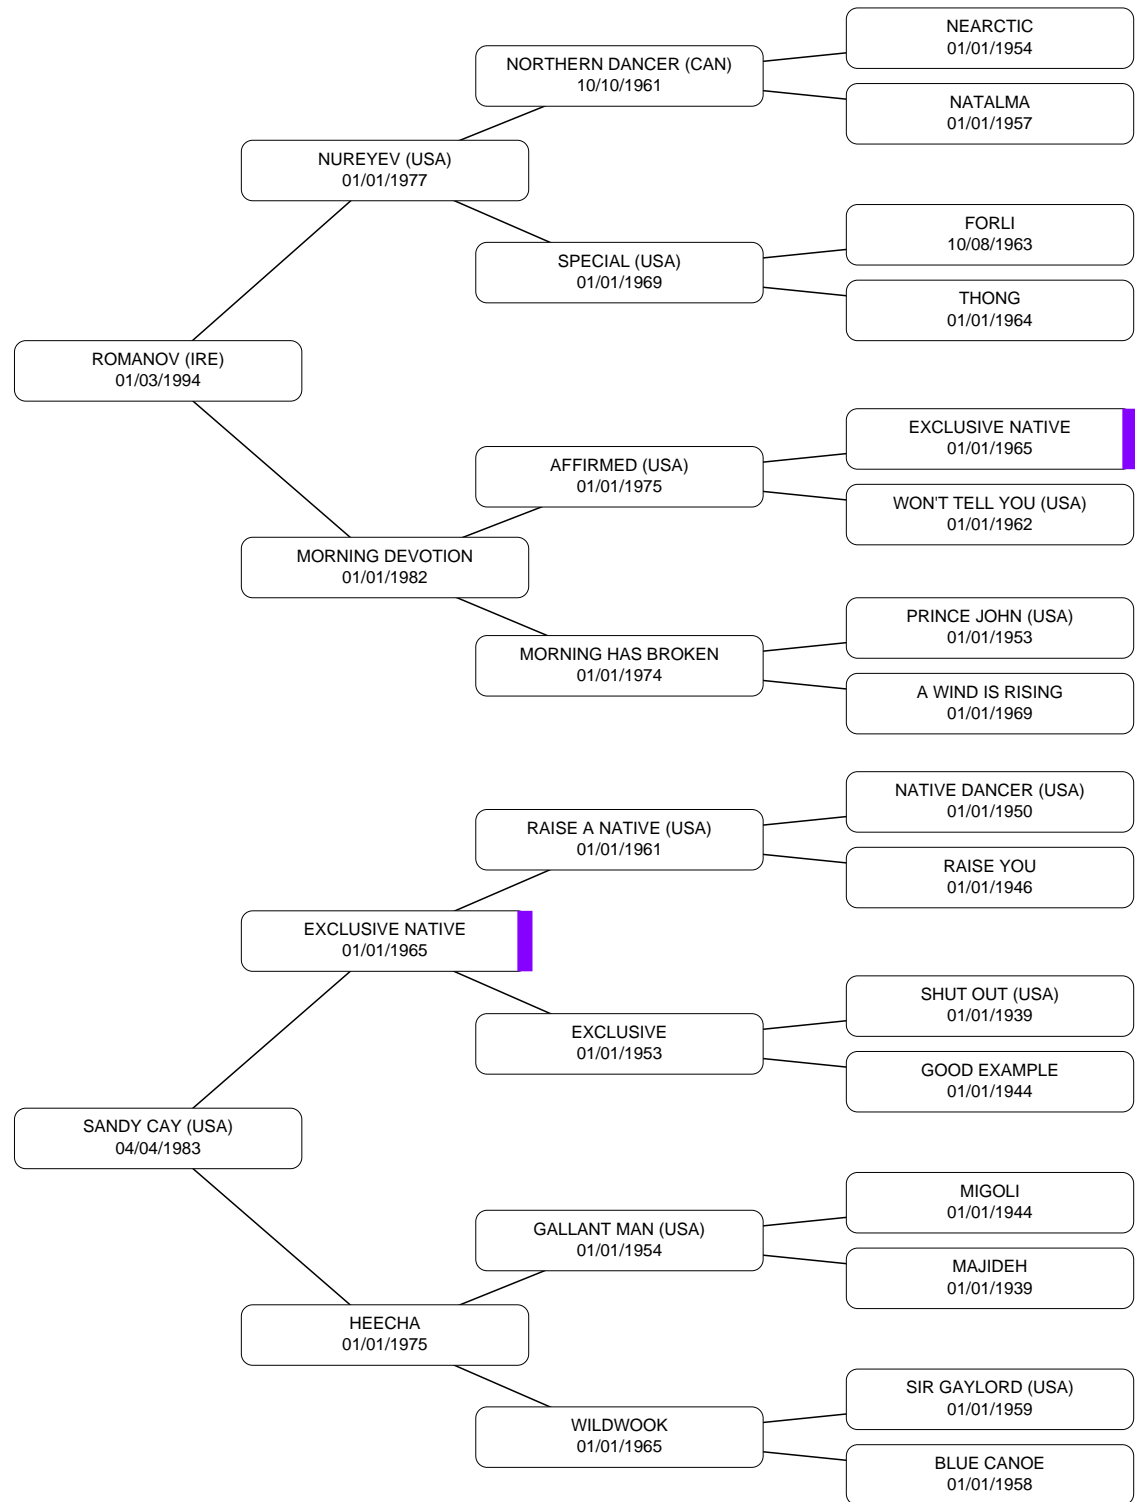 NEARCTIC
01/01/1954
NORTHERN DANCER (CAN)
10/10/1961
NATALMA
01/01/1957
NUREYEV (USA)
01/01/1977
FORLI
10/08/1963
SPECIAL (USA)
01/01/1969
THONG
01/01/1964
ROMANOV (IRE)
01/03/1994
EXCLUSIVE NATIVE
01/01/1965
AFFIRMED (USA)
01/01/1975
WON'T TELL YOU (USA)
01/01/1962
MORNING DEVOTION
01/01/1982
PRINCE JOHN (USA)
01/01/1953
MORNING HAS BROKEN
01/01/1974
A WIND IS RISING
01/01/1969
NATIVE DANCER (USA)
01/01/1950
RAISE A NATIVE (USA)
01/01/1961
RAISE YOU
01/01/1946
EXCLUSIVE NATIVE
01/01/1965
SHUT OUT (USA)
01/01/1939
EXCLUSIVE
01/01/1953
GOOD EXAMPLE
01/01/1944
SANDY CAY (USA)
04/04/1983
MIGOLI
01/01/1944
GALLANT MAN (USA)
01/01/1954
MAJIDEH
01/01/1939
HEECHA
01/01/1975
SIR GAYLORD (USA)
01/01/1959
WILDWOOK
01/01/1965
BLUE CANOE
01/01/1958